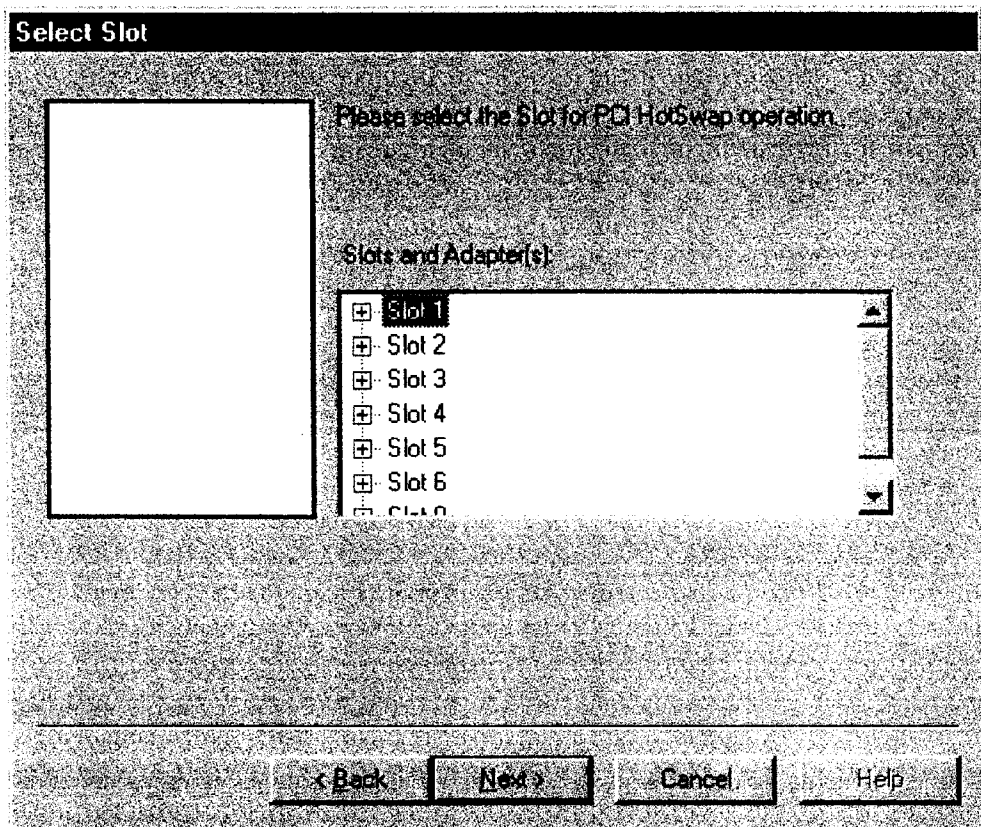 Select Slot
Please select the Slot for PCI HotSwap operation.
Slots and Adapter(s):
Slot 1
Slot 2
Slot 3
Slot 4
Slot 5
Slot 6
< Back
Next >
Cancel
Help